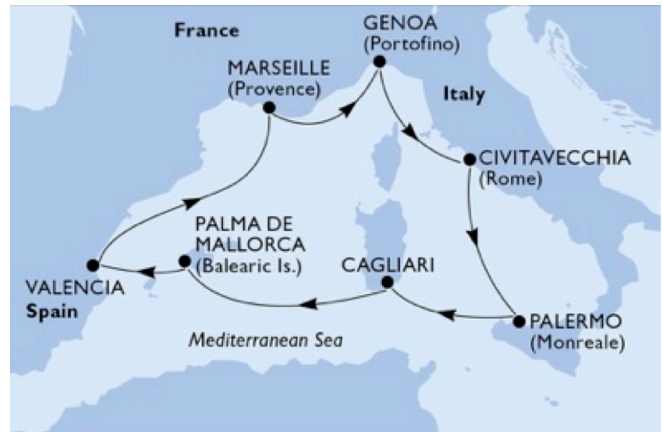 France
GENOA
(Portofino)
MARSEILLE
(Provence)
Italy
CIVITAVECCHIA
(Rome)
PALMA DE
MALLORCA
(Balearic Is.)
CAGLIARI
VALENCIA
Spain
PALERMO
(Monreale)
Mediterranean Sea